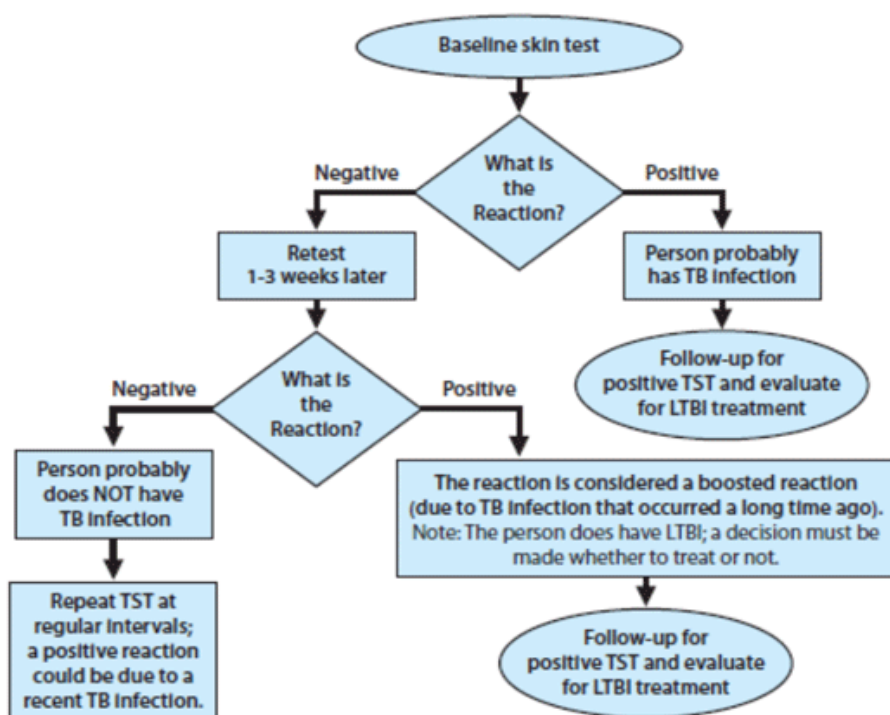 Baseline skin test
What is
the
Reaction?
Negative
Positive
Retest
1-3 weeks later
Person probably
has TB infection
Follow-up for
positive TST and evaluate
for LTBI treatment
What is
the
Reaction?
Negative
Positive
Person probably
does NOT have
TB infection
The reaction is considered a boosted reaction
(due to TB infection that occurred a long time ago).
Note: The person does have LTBI; a decision must be
made whether to treat or not.
Repeat TST at
regular intervals;
a positive reaction
could be due to a
recent TB infection.
Follow-up for
positive TST and evaluate
for LTBI treatment